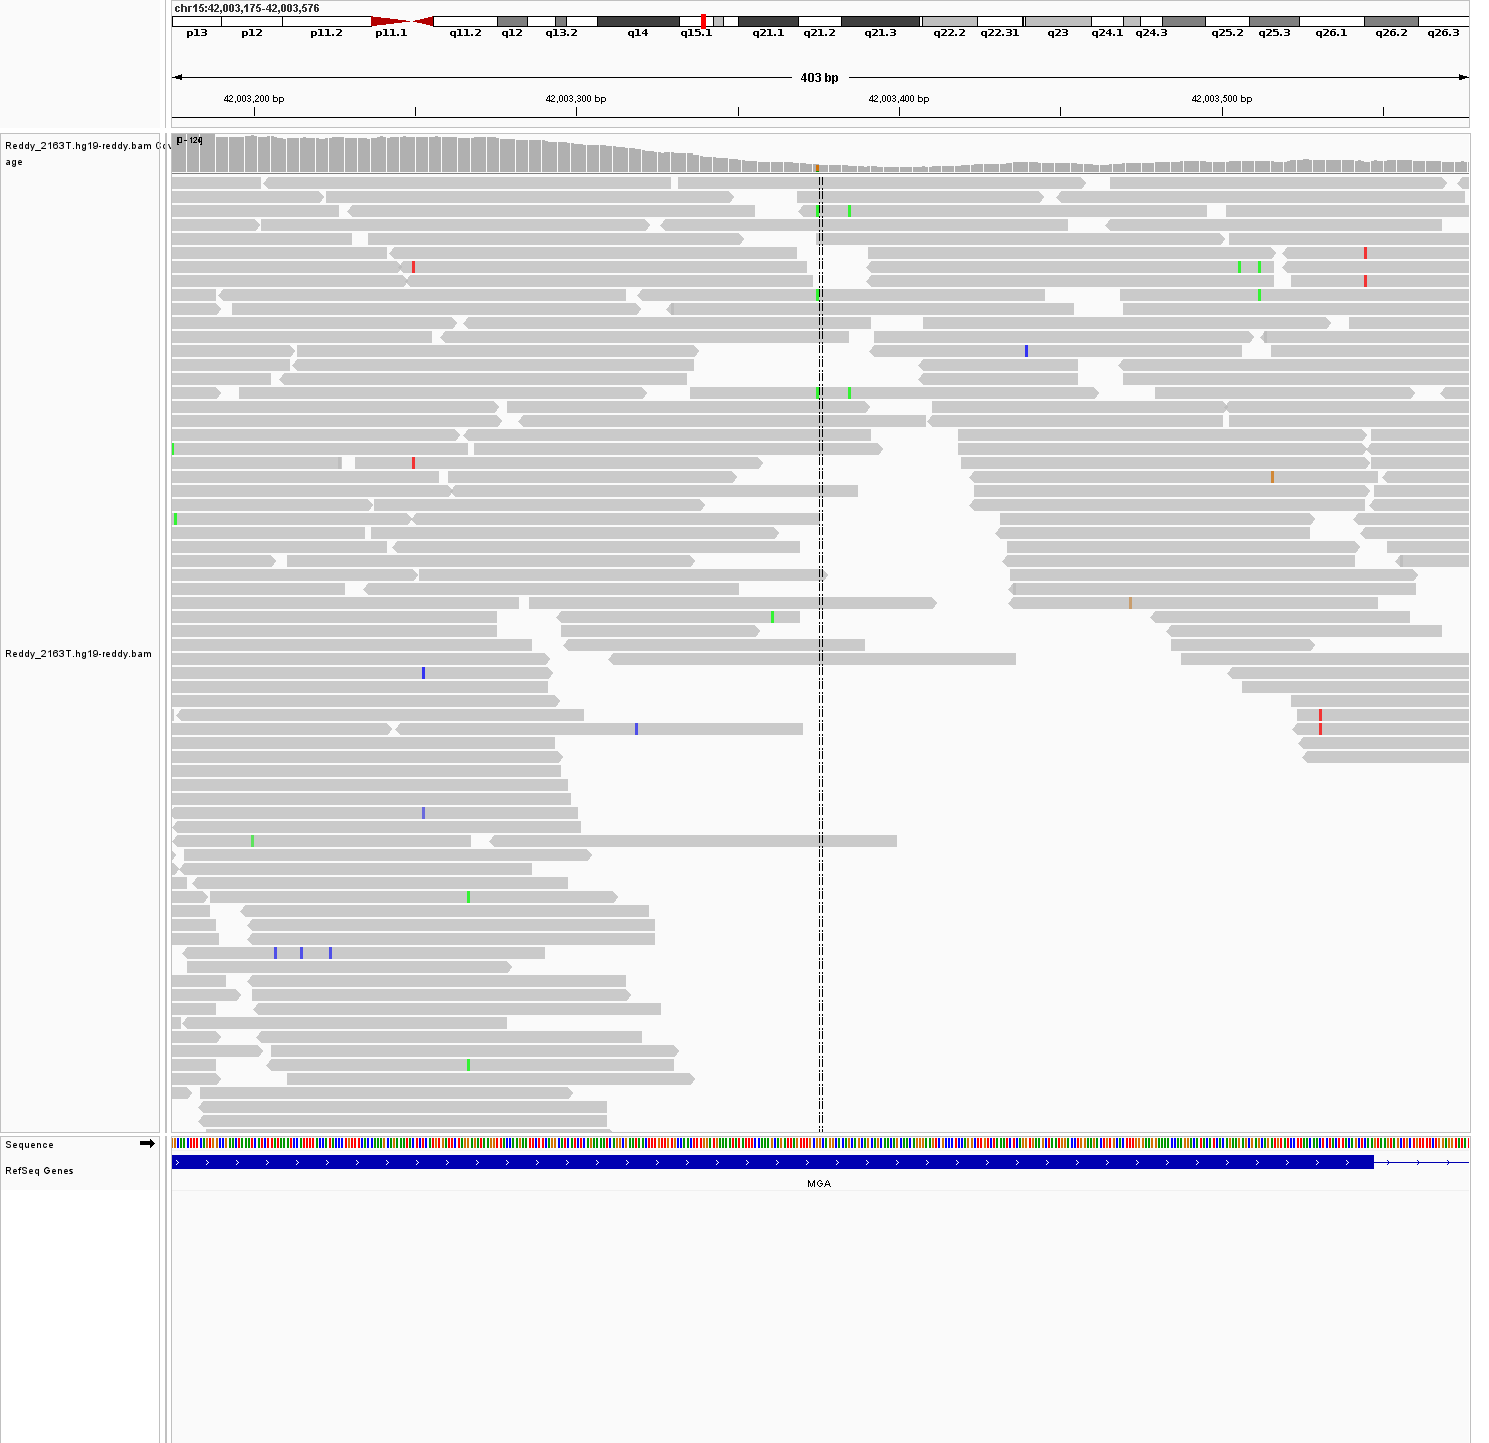 chr15:42,003,175-42,003,576
p13 p12 p11.2 p11.1 q11.2 q12 q13.2 q14 q15.1 q21.1 q21.2 q21.3 q22.2 q22.31 q23 q24.1 q24.3 q25.2 q25.3 q26.1 q26.2 q26.3
403 bp
42,003,200 bp 42,003,300 bp 42,003,400 bp 42,003,500 bp
[0 - 124]
Reddy_2163T.hg19-reddy.bam Cov
age
Reddy_2163T.hg19-reddy.bam
Sequence
RefSeq Genes
MGA